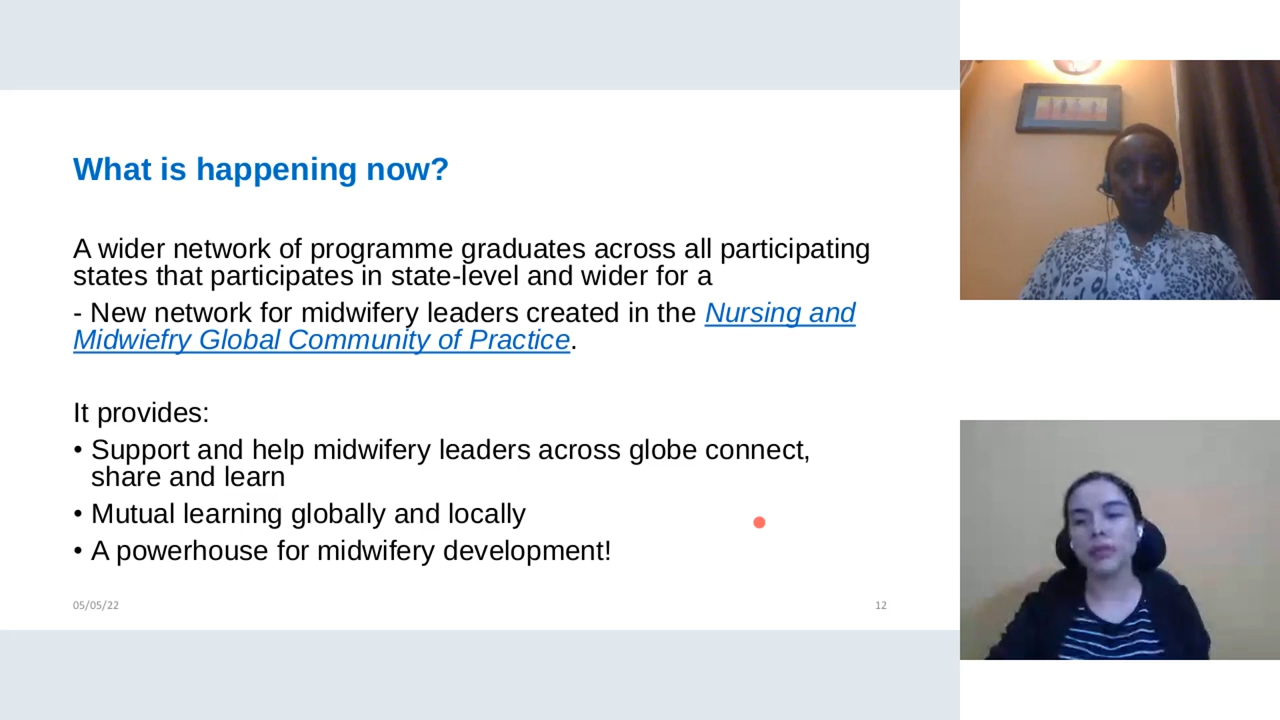 What is happening now?
A wider network of programme graduates across all participating
states that participates in state-level and wider for a
- New network for midwifery leaders created in the Nursing and
Midwiefry Global Community of Practice.
It provides:
• Support and help midwifery leaders across globe connect,
share and learn
• Mutual learning globally and locally
• A powerhouse for midwifery development!
05/05/22
12